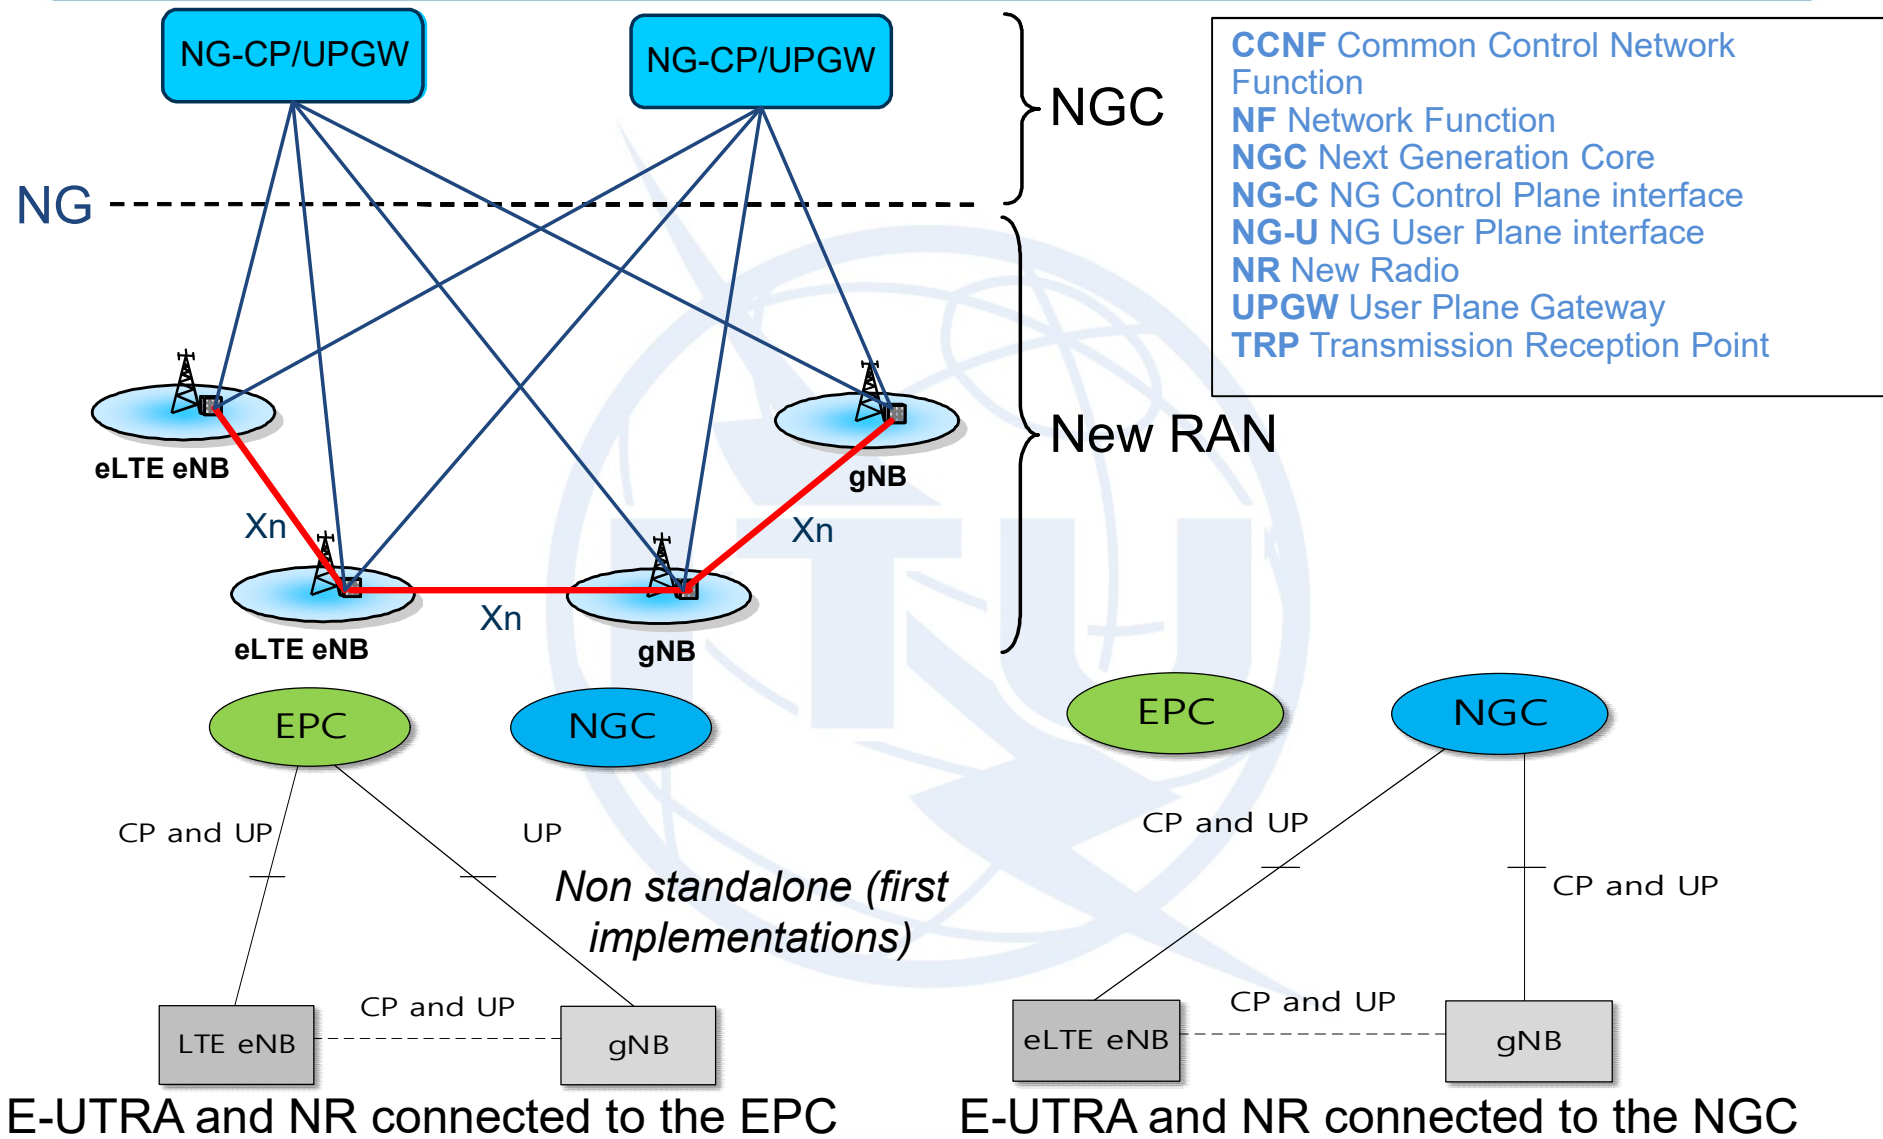 NG-CP/UPGW
NG-CP/UPGW
NGC
CCNF Common Control Network
Function
NF Network Function
NGC Next Generation Core
NG-C NG Control Plane interface
NG-U NG User Plane interface
NR New Radio
UPGW User Plane Gateway
TRP Transmission Reception Point
NG
New RAN
eLTE eNB
gNB
Xn
Xn
Xn
eLTE eNB
gNB
ITU
EPC
NGC
CP and UP
UP
Non standalone (first
implementations)
CP and UP
LTE eNB
gNB
E-UTRA and NR connected to the EPC
EPC
NGC
CP and UP
CP and UP
CP and UP
eLTE eNB
gNB
E-UTRA and NR connected to the NGC